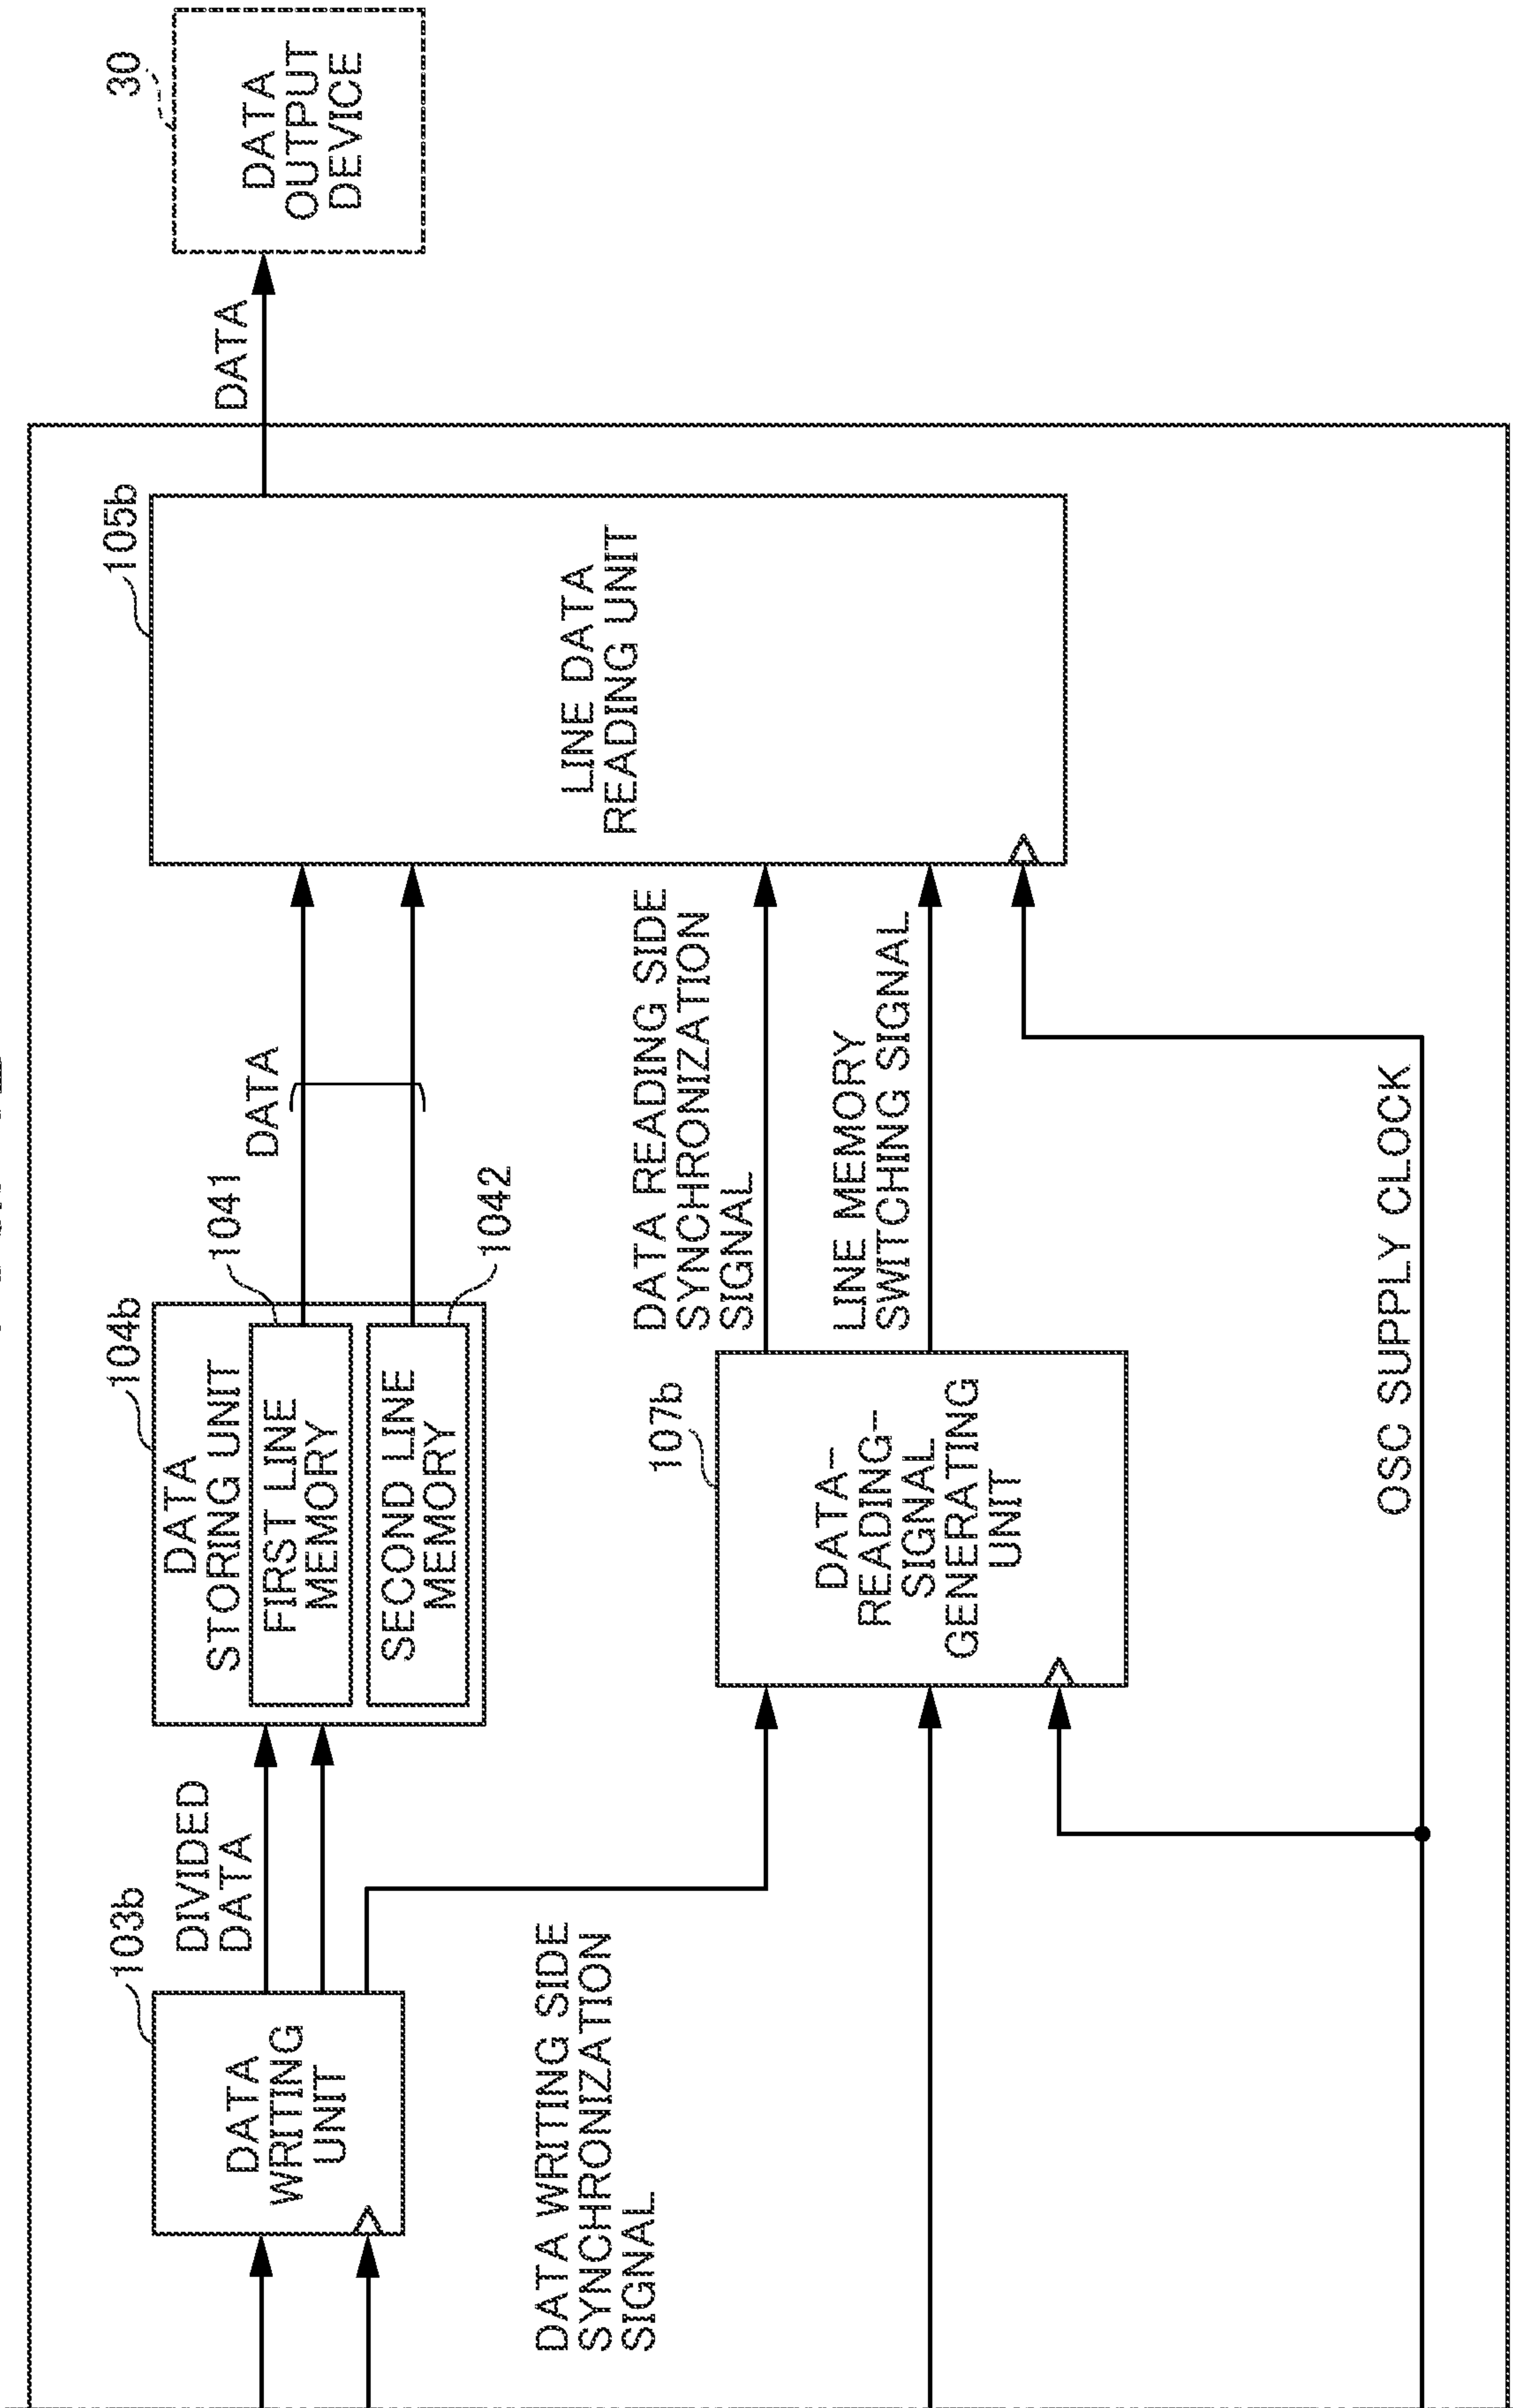 103b
DATA
WRITING
UNIT
DIVIDED
DATA
DATA WRITING SIDE
SYNCHRONIZATION
SIGNAL
104b
DATA
STORING UNIT
FIRST LINE
MEMORY
SECOND LINE
MEMORY
1041
1042
DATA
107b
DATA-
READING-
SIGNAL
GENERATING
UNIT
DATA READING SIDE
SYNCHRONIZATION
SIGNAL
LINE MEMORY
SWITCHING SIGNAL
OSC SUPPLY CLOCK
105b
LINE DATA
READING UNIT
DATA
30
DATA
OUTPUT
DEVICE